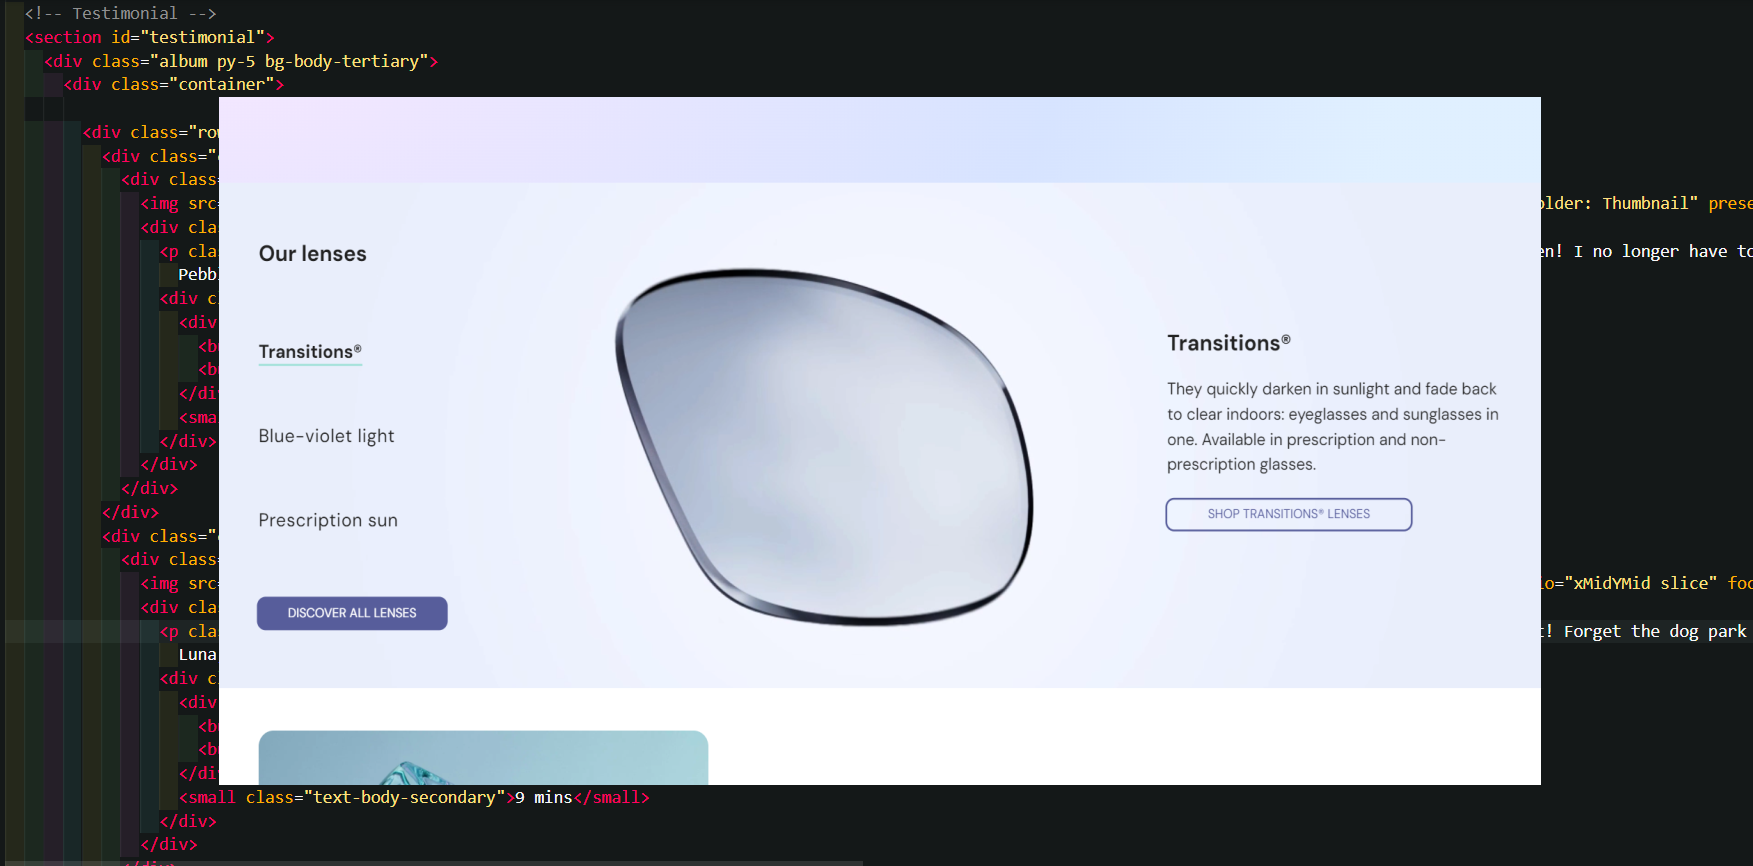 <!-- Testimonial -->
<section id="testimonial">
<div class="album py-5 bg-body-tertiary">
<div class="container">
<div class="row
<div class="
<div class=
<img src=
older: Thumbnail" prese
<div cla
<p cla
en! I no longer have to
Pebb
<div c
<div
<b
<b
</di
<sma
</div>
</div>
</div>
</div>
<div class="
<div class=
<img src=
io="xMidYMid slice" foc
<div cla
<p cla
t! Forget the dog park
Luna
<div c
<div
<b
<b
</di
<small class="text-body-secondary">9 mins</small>
</div>
</div>
Our lenses
Transitions®
Blue-violet light
Prescription sun
DISCOVER ALL LENSES
Transitions®
They quickly darken in sunlight and fade back
to clear indoors: eyeglasses and sunglasses in
one. Available in prescription and non-
prescription glasses.
SHOP TRANSITIONS® LENSES